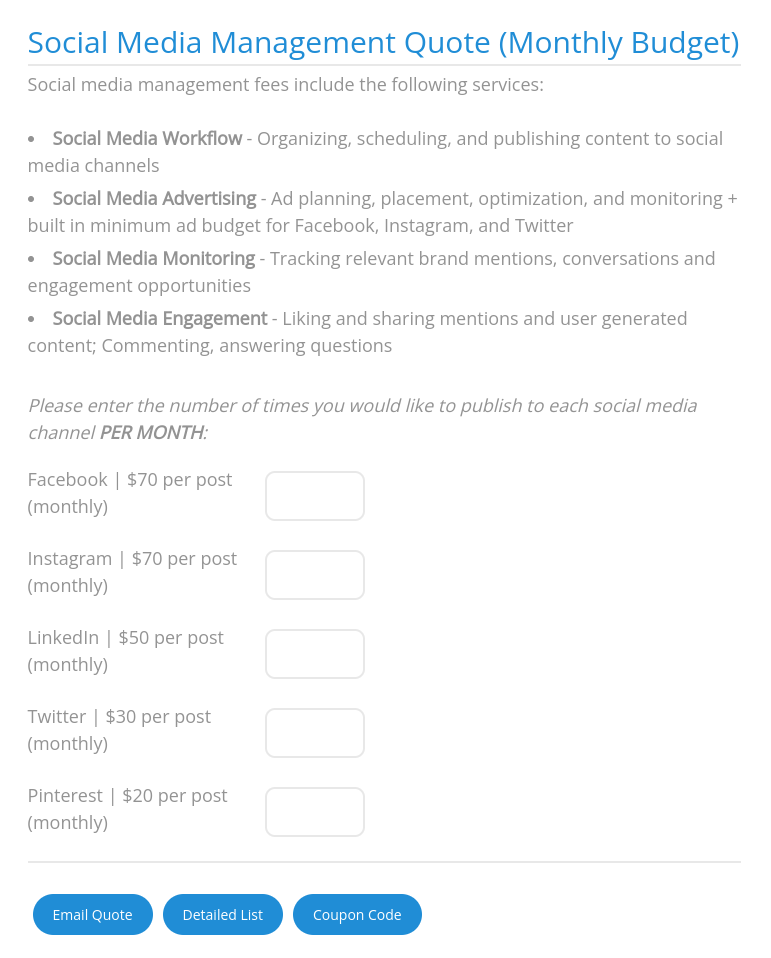 Social Media Management Quote (Monthly Budget)
Social media management fees include the following services:
• Social Media Workflow - Organizing, scheduling, and publishing content to social
media channels
• Social Media Advertising - Ad planning, placement, optimization, and monitoring +
built in minimum ad budget for Facebook, Instagram, and Twitter
• Social Media Monitoring - Tracking relevant brand mentions, conversations and
engagement opportunities
• Social Media Engagement - Liking and sharing mentions and user generated
content; Commenting, answering questions
Please enter the number of times you would like to publish to each social media
channel PER MONTH:
Facebook | $70 per post
(monthly)
Instagram | $70 per post
(monthly)
LinkedIn | $50 per post
(monthly)
Twitter | $30 per post
(monthly)
Pinterest | $20 per post
(monthly)
Email Quote Detailed List Coupon Code